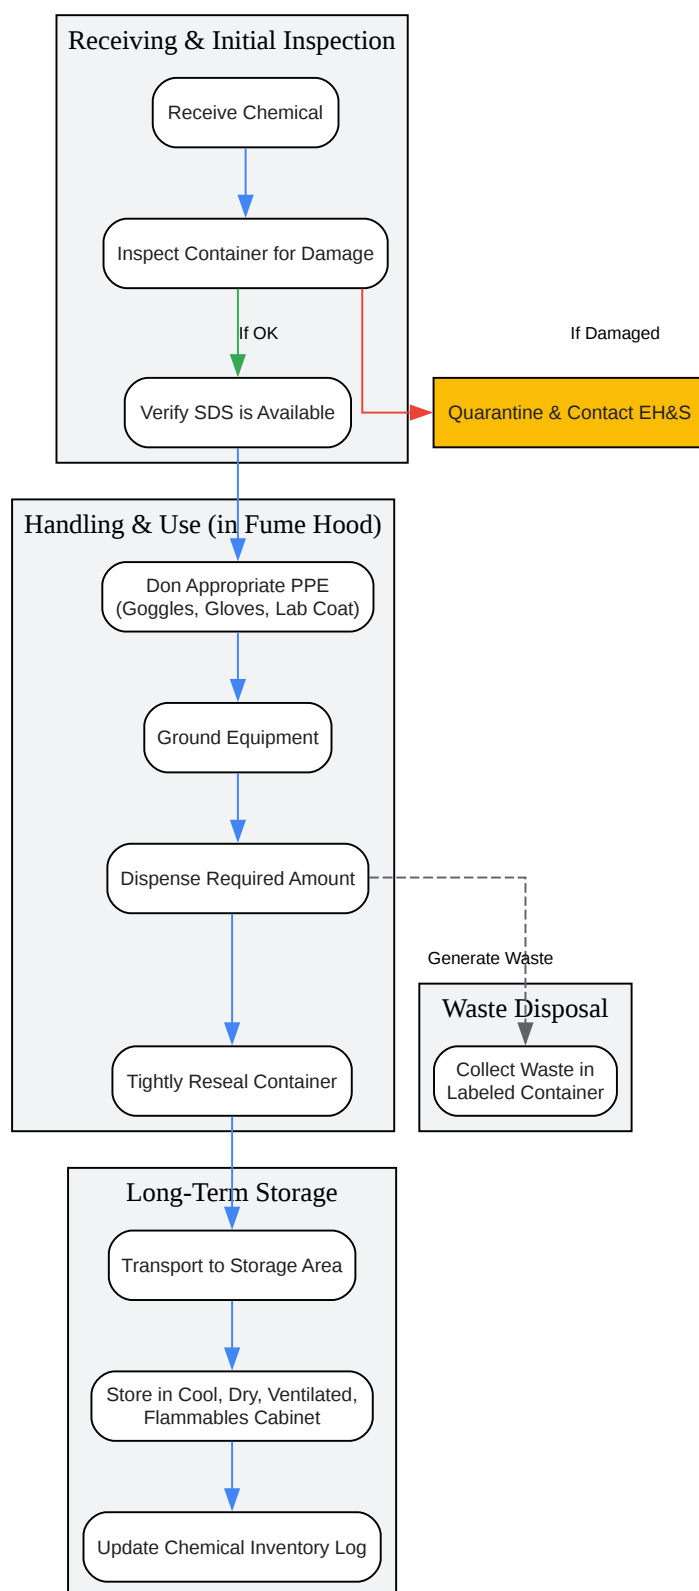 Receiving & Initial Inspection
Receive Chemical
Inspect Container for Damage
If OK
If Damaged
Verify SDS is Available
Quarantine & Contact EH&S
Handling & Use (in Fume Hood)
Don Appropriate PPE
(Goggles, Gloves, Lab Coat)
Ground Equipment
Dispense Required Amount
Generate Waste
Waste Disposal
Collect Waste in
Labeled Container
Tightly Reseal Container
Long-Term Storage
Transport to Storage Area
Store in Cool, Dry, Ventilated,
Flammables Cabinet
Update Chemical Inventory Log